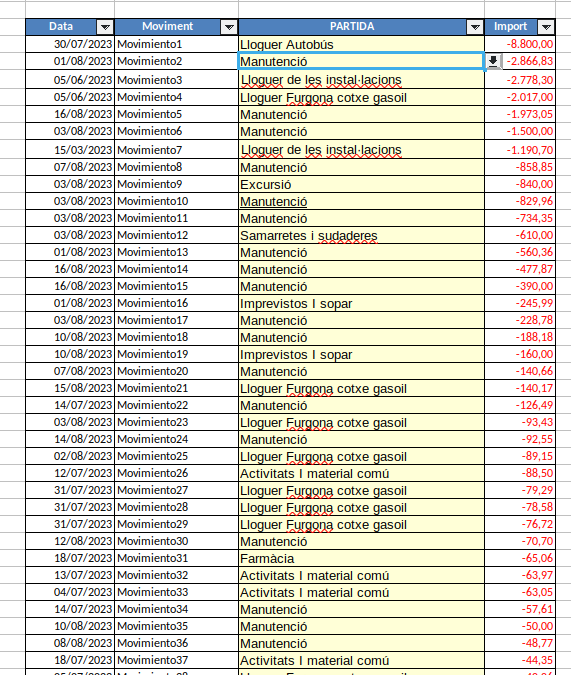 Data Moviment PARTIDA Import
30/07/2023 Movimiento1 Lloguer Autobús -8.800,00
01/08/2023 Movimiento2 Manutenció -2.866,83
05/06/2023 Movimiento3 Lloguer de les instal·lacions -2.778,30
05/06/2023 Movimiento4 Lloguer Furgona cotxe gasoil -2.017,00
16/08/2023 Movimiento5 Manutenció -1.973,05
03/08/2023 Movimiento6 Manutenció -1.500,00
15/03/2023 Movimiento7 Lloguer de les instal·lacions -1.190,70
07/08/2023 Movimiento8 Manutenció -858,85
03/08/2023 Movimiento9 Excursió -840,00
03/08/2023 Movimiento10 Manutenció -829,96
03/08/2023 Movimiento11 Manutenció -734,35
03/08/2023 Movimiento12 Samarretes i sudaderes -610,00
01/08/2023 Movimiento13 Manutenció -560,36
16/08/2023 Movimiento14 Manutenció -477,87
16/08/2023 Movimiento15 Manutenció -390,00
01/08/2023 Movimiento16 Imprevistos I sopar -245,99
03/08/2023 Movimiento17 Manutenció -228,78
10/08/2023 Movimiento18 Manutenció -188,18
10/08/2023 Movimiento19 Imprevistos I sopar -160,00
07/08/2023 Movimiento20 Manutenció -140,66
15/08/2023 Movimiento21 Lloguer Furgona cotxe gasoil -140,17
14/07/2023 Movimiento22 Manutenció -126,49
03/08/2023 Movimiento23 Lloguer Furgona cotxe gasoil -93,43
14/08/2023 Movimiento24 Manutenció -92,55
02/08/2023 Movimiento25 Lloguer Furgona cotxe gasoil -89,15
12/07/2023 Movimiento26 Activitats I material comú -88,50
31/07/2023 Movimiento27 Lloguer Furgona cotxe gasoil -79,29
31/07/2023 Movimiento28 Lloguer Furgona cotxe gasoil -78,58
31/07/2023 Movimiento29 Lloguer Furgona cotxe gasoil -76,72
12/08/2023 Movimiento30 Manutenció -70,70
18/07/2023 Movimiento31 Farmàcia -65,06
13/07/2023 Movimiento32 Activitats I material comú -63,97
04/07/2023 Movimiento33 Activitats I material comú -63,05
14/07/2023 Movimiento34 Manutenció -57,61
10/08/2023 Movimiento35 Manutenció -50,00
08/08/2023 Movimiento36 Manutenció -48,77
18/07/2023 Movimiento37 Activitats I material comú -44,35